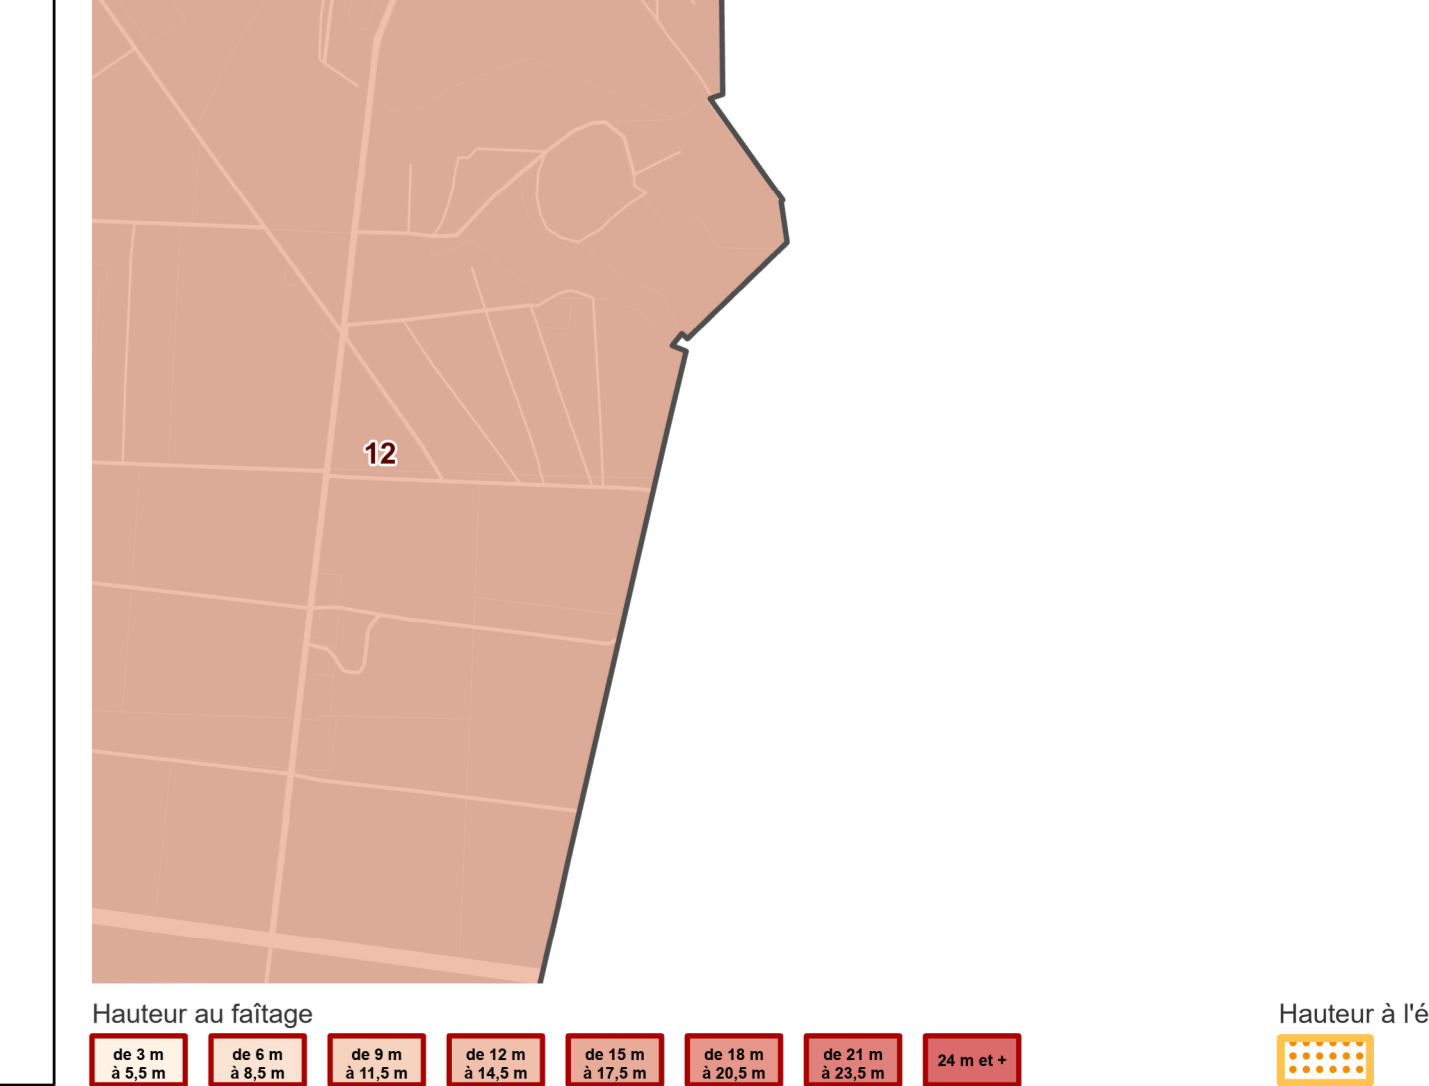 12
Hauteur au faîtage
Hauteur à l'é
de 3 m
à 5,5 m
de 6 m
à 8,5 m
de 9 m
à 11,5 m
de 12 m
à 14,5 m
de 15 m
à 17,5 m
de 18 m
à 20,5 m
de 21 m
à 23,5 m
24 m et +